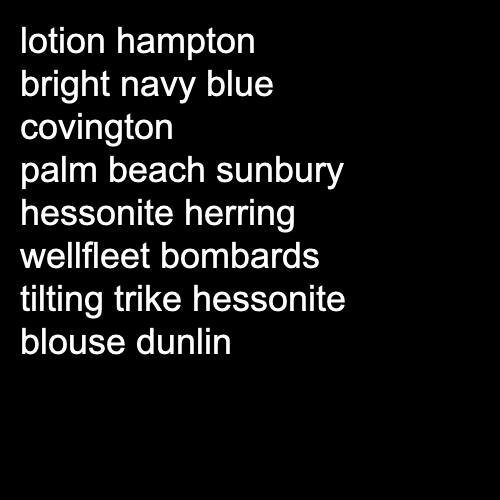 lotion hampton
bright navy blue
covington
palm beach sunbury
hessonite herring
wellfleet bombards
tilting trike hessonite
blouse dunlin